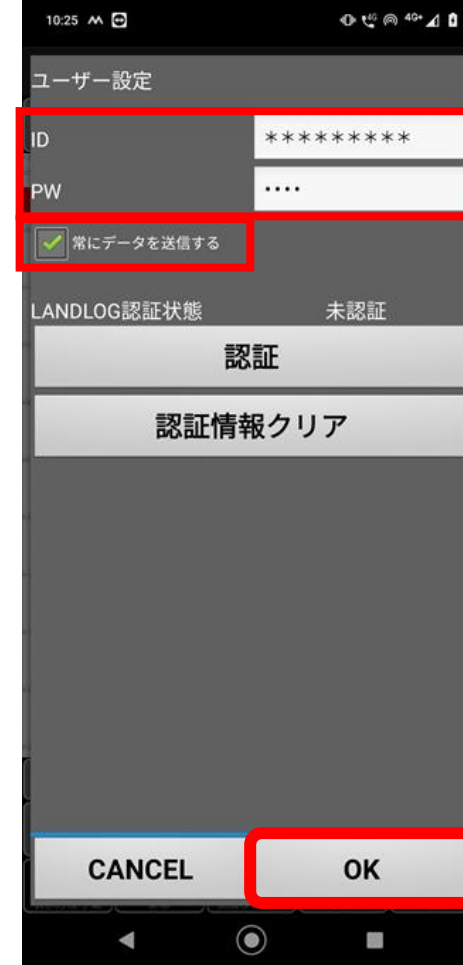 10:25 4G 4G+
ユーザー設定
ID *********
PW ••••
常にデータを送信する
LANDLOG認証状態 未認証
認証
認証情報クリア
CANCEL OK